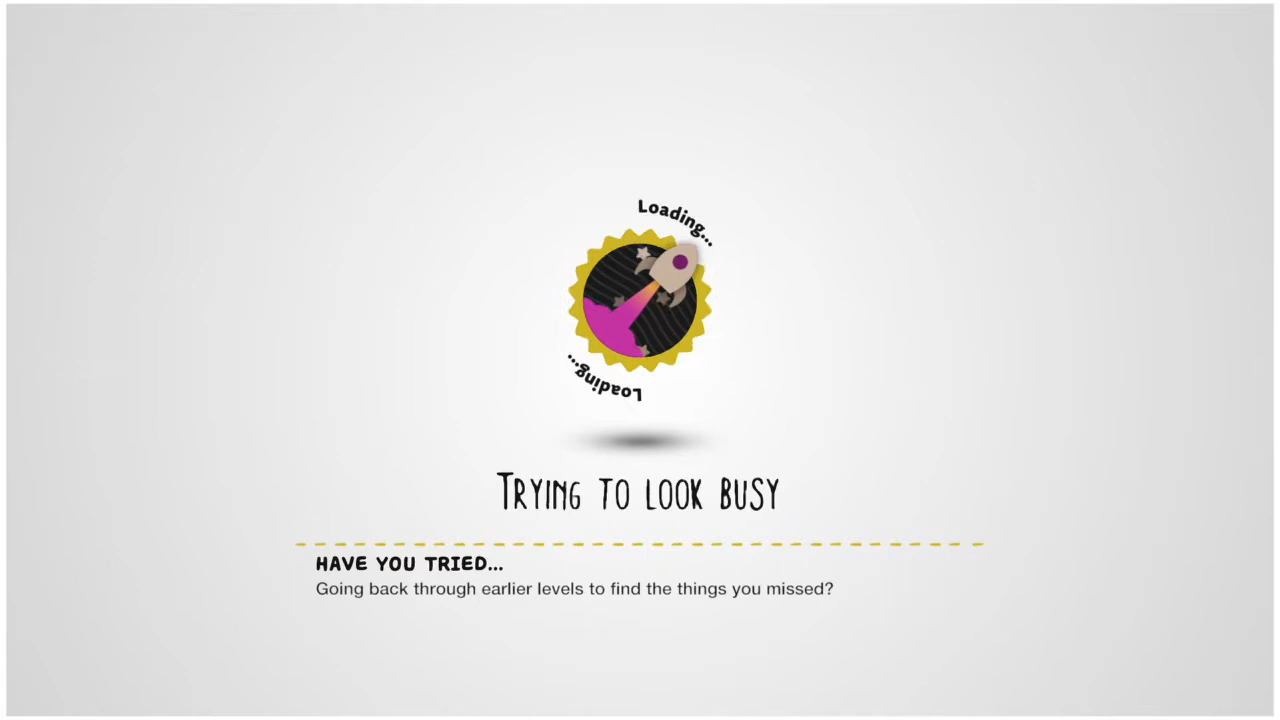 Loading...
Loading...
Trying to look busy
HAVE YOU TRIED...
Going back through earlier levels to find the things you missed?